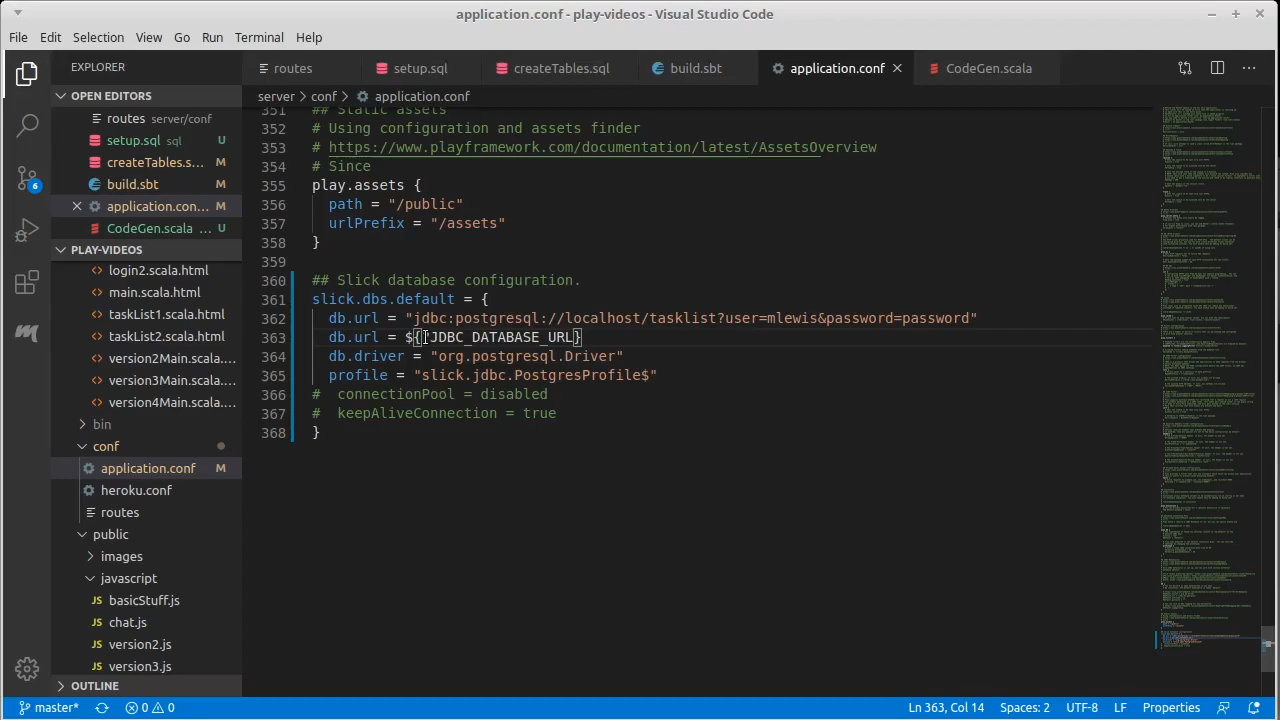 application.conf - play-videos - Visual Studio Code
File Edit Selection View Go Run Terminal Help
EXPLORER
OPEN EDITORS
routes server/conf
setup.sql sql U
createTables.s... M
build.sbt M
application.con... M
CodeGen.scala ... U
PLAY-VIDEOS
login2.scala.html
main.scala.html
taskList1.scala.html
version2Main.scala....
version3Main.scala....
version4Main.scala....
bin
conf
application.conf M
heroku.conf
routes
public
images
javascript
basicStuff.js
chat.js
version2.js
version3.js
OUTLINE
6
routes
setup.sql
createTables.sql
build.sbt
application.conf
CodeGen.scala
server > conf > application.conf
351 ## Static assets
352 # Using configuration and asset finder
353 # https://www.playframework.com/documentation/latest/AssetsOverview
354 # since
355 play.assets {
356 path = "/public"
357 urlPrefix = "/assets"
358 }
359
360 ## Slick Database configuration.
361 slick.dbs.default = {
362 db.url = "jdbc:postgresql://localhost/tasklist?user=mlewis&password=password"
363 db.url = ${?JDBC_DATABASE_URL}
364 db.driver = "org.postgresql.Driver"
365 profile = "slick.jdbc.PostgresProfile$"
366 # connectionPool = disabled
367 # keepAliveConnection = true
368 }
master* 0 0
Ln 363, Col 14 Spaces: 2 UTF-8 LF Properties